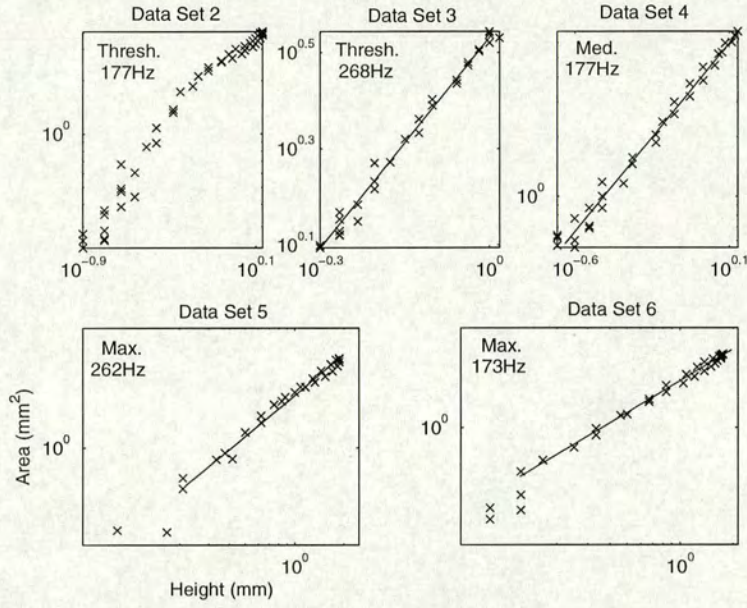 Data Set 2
Data Set 3
Data Set 4
Thresh.
177Hz
10^0
10^-0.9
10^0.1
10^0.5
Thresh.
268Hz
10^0.3
10^0.1
10^-0.3
10^0
Med.
177Hz
10^0
10^-0.6
10^0.1
Data Set 5
Data Set 6
Max.
262Hz
10^0
Area (mm²)
10^0
Height (mm)
Max.
173Hz
10^0
10^0